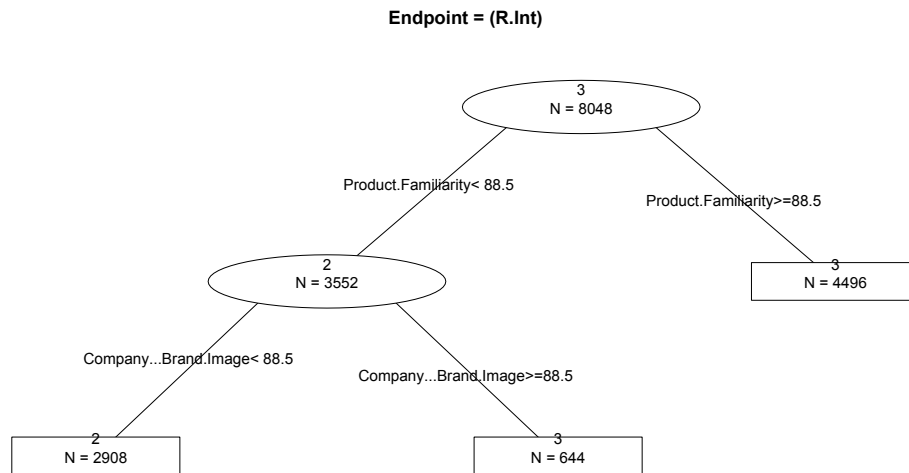 Endpoint = (R.Int)
3
N = 8048
Product.Familiarity< 88.5
Product.Familiarity>=88.5
2
N = 3552
3
N = 4496
Company...Brand.Image< 88.5
Company...Brand.Image>=88.5
2
N = 2908
3
N = 644